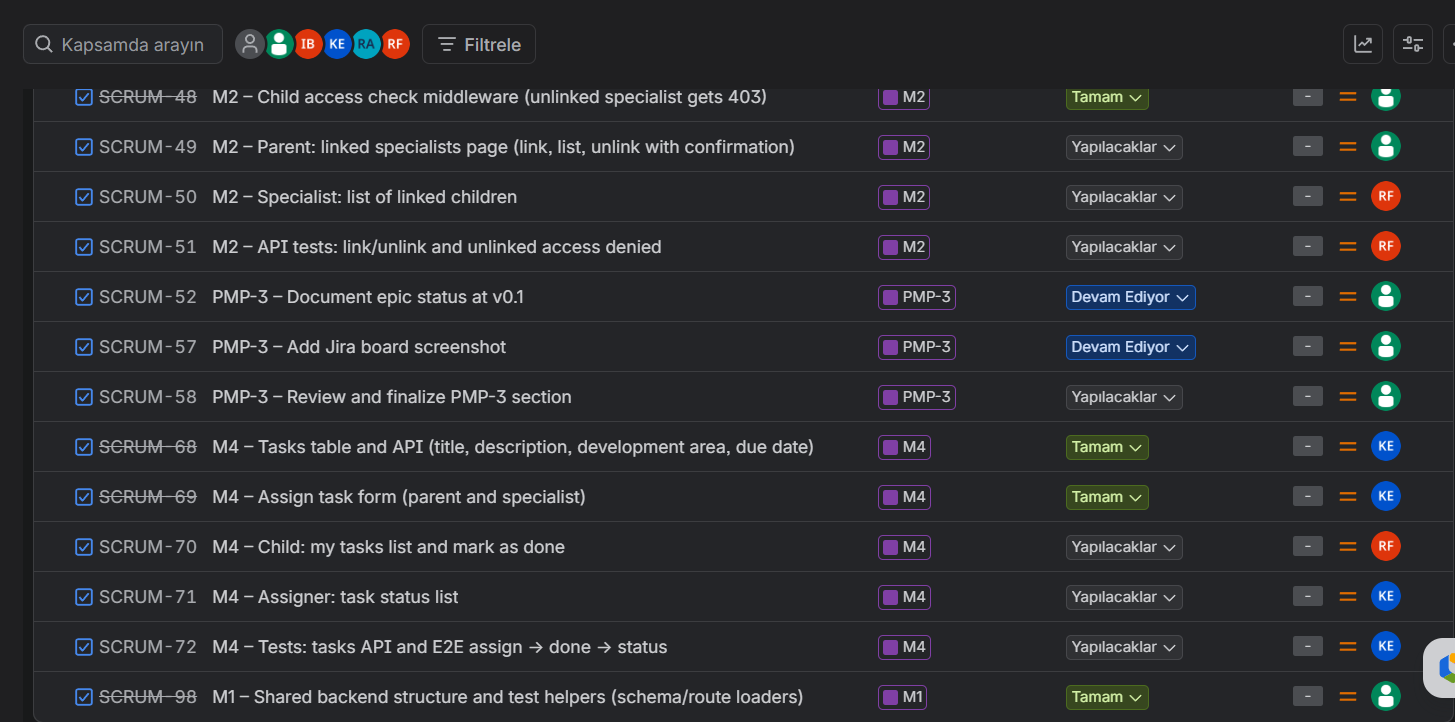 Kapsamda arayın IB KE RA RF Filtrele
SCRUM-48 M2 – Child access check middleware (unlinked specialist gets 403) M2 Tamam -
SCRUM-49 M2 – Parent: linked specialists page (link, list, unlink with confirmation) M2 Yapılacaklar -
SCRUM-50 M2 – Specialist: list of linked children M2 Yapılacaklar - RF
SCRUM-51 M2 – API tests: link/unlink and unlinked access denied M2 Yapılacaklar - RF
SCRUM-52 PMP-3 – Document epic status at v0.1 PMP-3 Devam Ediyor -
SCRUM-57 PMP-3 – Add Jira board screenshot PMP-3 Devam Ediyor -
SCRUM-58 PMP-3 – Review and finalize PMP-3 section PMP-3 Yapılacaklar -
SCRUM-68 M4 – Tasks table and API (title, description, development area, due date) M4 Tamam - KE
SCRUM-69 M4 – Assign task form (parent and specialist) M4 Tamam - KE
SCRUM-70 M4 – Child: my tasks list and mark as done M4 Yapılacaklar - RF
SCRUM-71 M4 – Assigner: task status list M4 Yapılacaklar - KE
SCRUM-72 M4 – Tests: tasks API and E2E assign → done → status M4 Yapılacaklar - KE
SCRUM-98 M1 – Shared backend structure and test helpers (schema/route loaders) M1 Tamam -